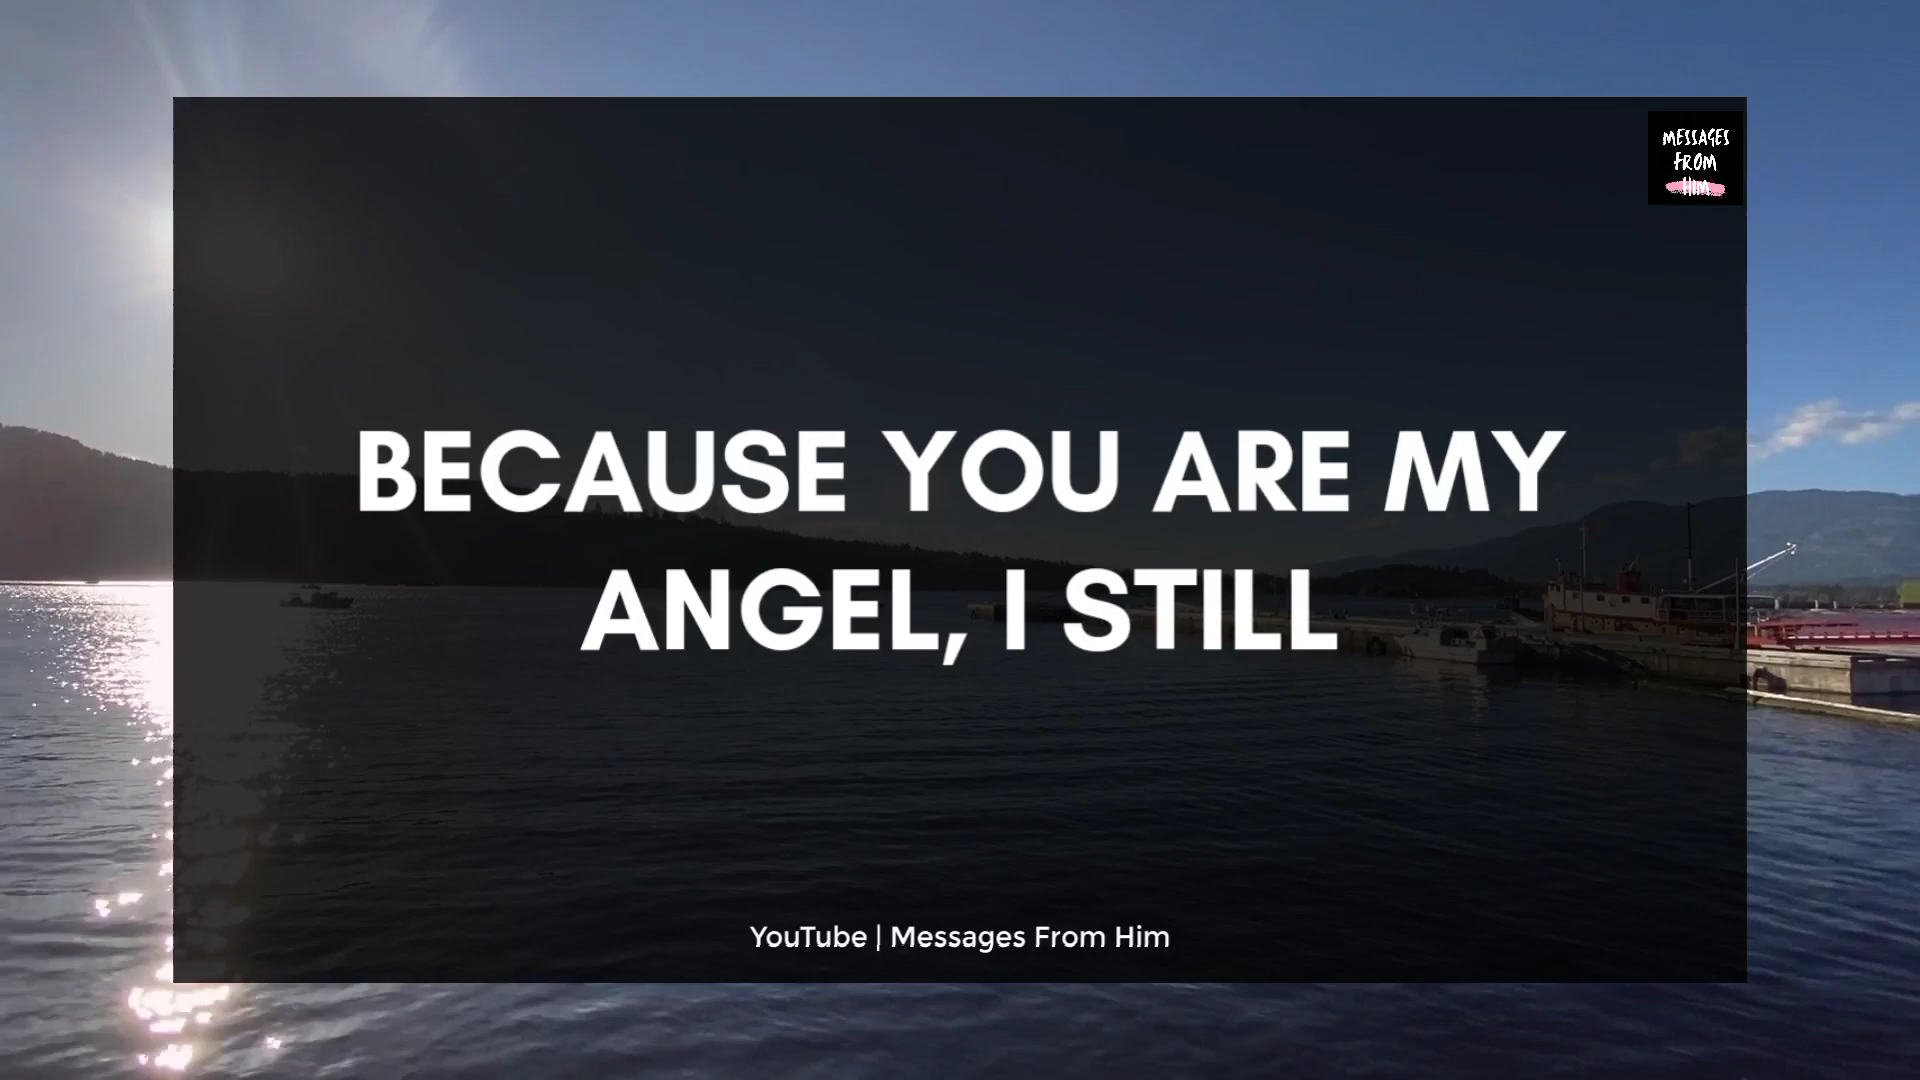 MESSAGES
FROM
HIM
BECAUSE YOU ARE MY
ANGEL, I STILL
YouTube | Messages From Him